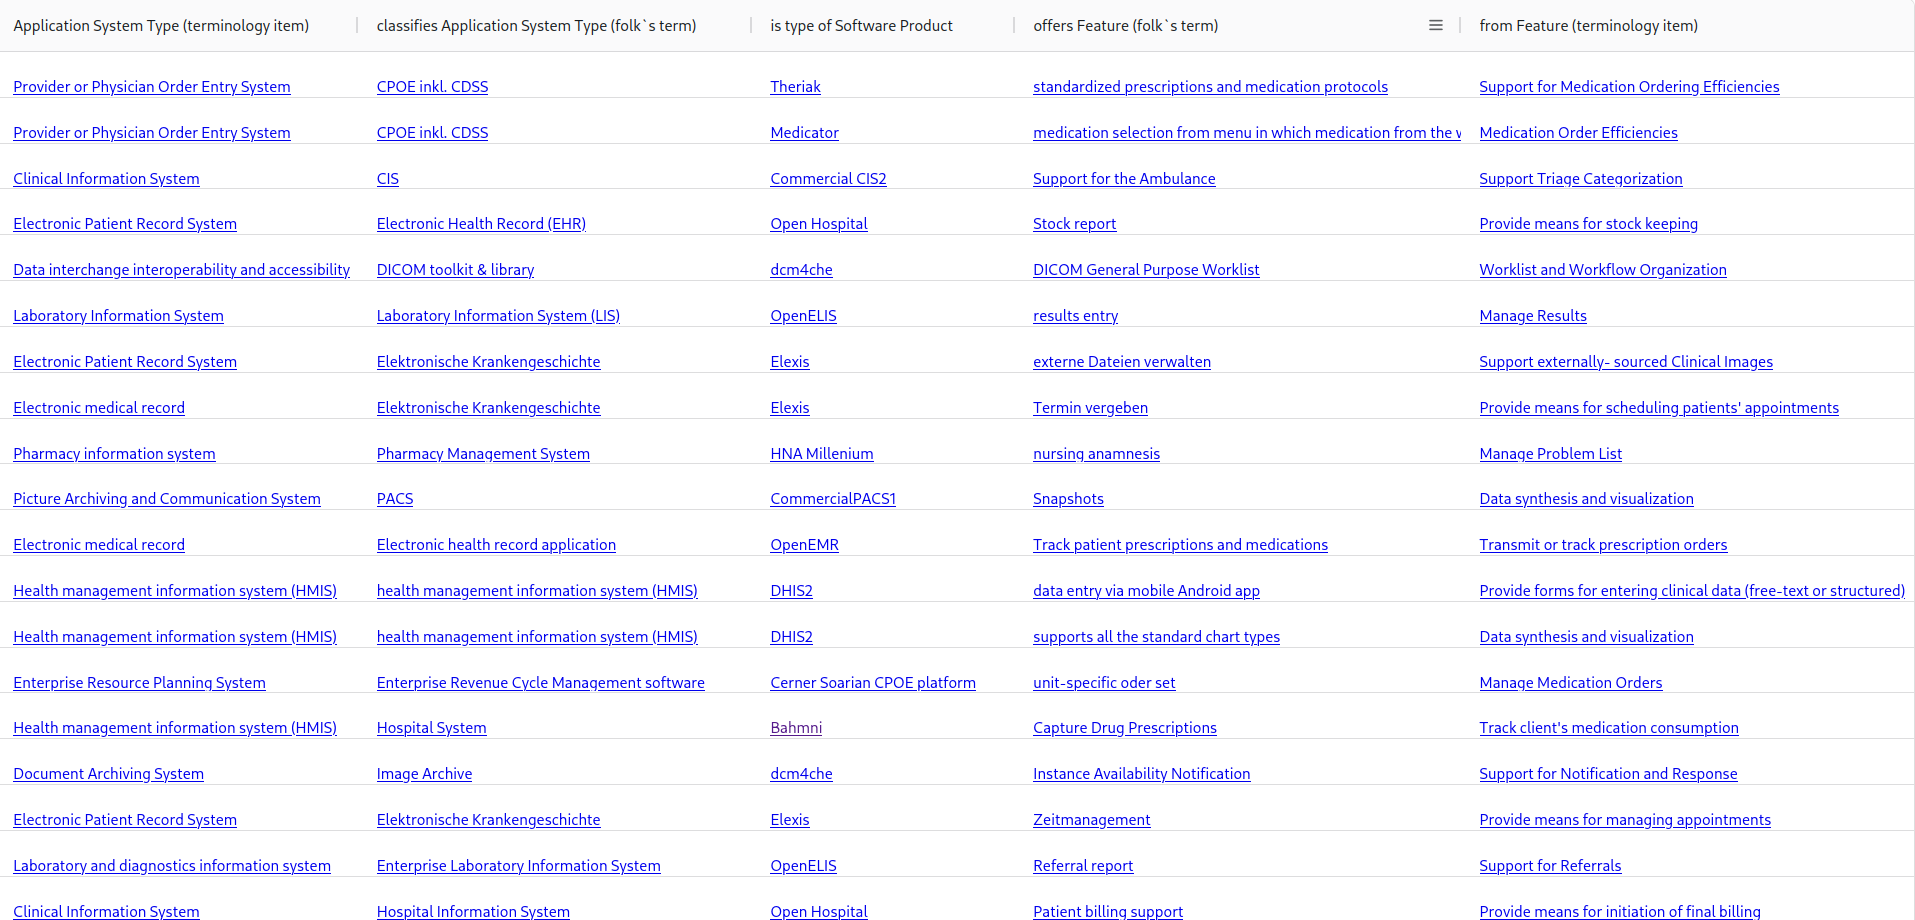 Application System Type (terminology item) classifies Application System Type (folk`s term) is type of Software Product offers Feature (folk`s term) from Feature (terminology item)
Provider or Physician Order Entry System CPOE inkl. CDSS Theriak standardized prescriptions and medication protocols Support for Medication Ordering Efficiencies
Provider or Physician Order Entry System CPOE inkl. CDSS Medicator medication selection from menu in which medication from the Medication Order Efficiencies
Clinical Information System CIS Commercial CIS2 Support for the Ambulance Support Triage Categorization
Electronic Patient Record System Electronic Health Record (EHR) Open Hospital Stock report Provide means for stock keeping
Data interchange interoperability and accessibility DICOM toolkit & library dcm4che DICOM General Purpose Worklist Worklist and Workflow Organization
Laboratory Information System Laboratory Information System (LIS) OpenELIS results entry Manage Results
Electronic Patient Record System Elektronische Krankengeschichte Elexis externe Dateien verwalten Support externally- sourced Clinical Images
Electronic medical record Elektronische Krankengeschichte Elexis Termin vergeben Provide means for scheduling patients' appointments
Pharmacy information system Pharmacy Management System HNA Millenium nursing anamnesis Manage Problem List
Picture Archiving and Communication System PACS CommercialPACS1 Snapshots Data synthesis and visualization
Electronic medical record Electronic health record application OpenEMR Track patient prescriptions and medications Transmit or track prescription orders
Health management information system (HMIS) health management information system (HMIS) DHIS2 data entry via mobile Android app Provide forms for entering clinical data (free-text or structured)
Health management information system (HMIS) health management information system (HMIS) DHIS2 supports all the standard chart types Data synthesis and visualization
Enterprise Resource Planning System Enterprise Revenue Cycle Management software Cerner Soarian CPOE platform unit-specific oder set Manage Medication Orders
Health management information system (HMIS) Hospital System Bahmni Capture Drug Prescriptions Track client's medication consumption
Document Archiving System Image Archive dcm4che Instance Availability Notification Support for Notification and Response
Electronic Patient Record System Elektronische Krankengeschichte Elexis Zeitmanagement Provide means for managing appointments
Laboratory and diagnostics information system Enterprise Laboratory Information System OpenELIS Referral report Support for Referrals
Clinical Information System Hospital Information System Open Hospital Patient billing support Provide means for initiation of final billing